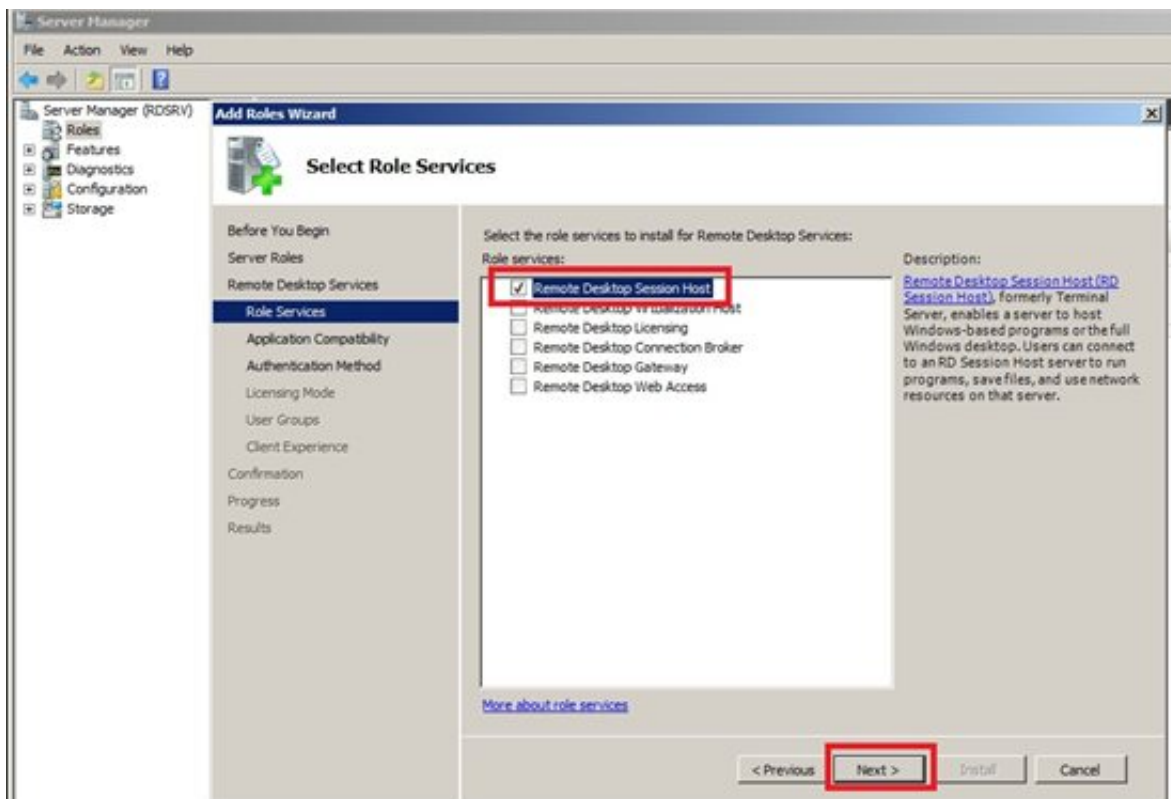 Server Manager
File Action View Help
Server Manager (RDSRV)
Roles
Features
Diagnostics
Configuration
Storage
Add Roles Wizard
Select Role Services
Before You Begin
Server Roles
Remote Desktop Services
Role Services
Application Compatibility
Authentication Method
Licensing Mode
User Groups
Client Experience
Confirmation
Progress
Results
Select the role services to install for Remote Desktop Services:
Role services:
Remote Desktop Session Host
Remote Desktop Virtualization Host
Remote Desktop Licensing
Remote Desktop Connection Broker
Remote Desktop Gateway
Remote Desktop Web Access
More about role services
Description:
Remote Desktop Session Host (RD
Session Host), formerly Terminal
Server, enables a server to host
Windows-based programs or the full
Windows desktop. Users can connect
to an RD Session Host server to run
programs, save files, and use network
resources on that server.
< Previous Next > Install Cancel